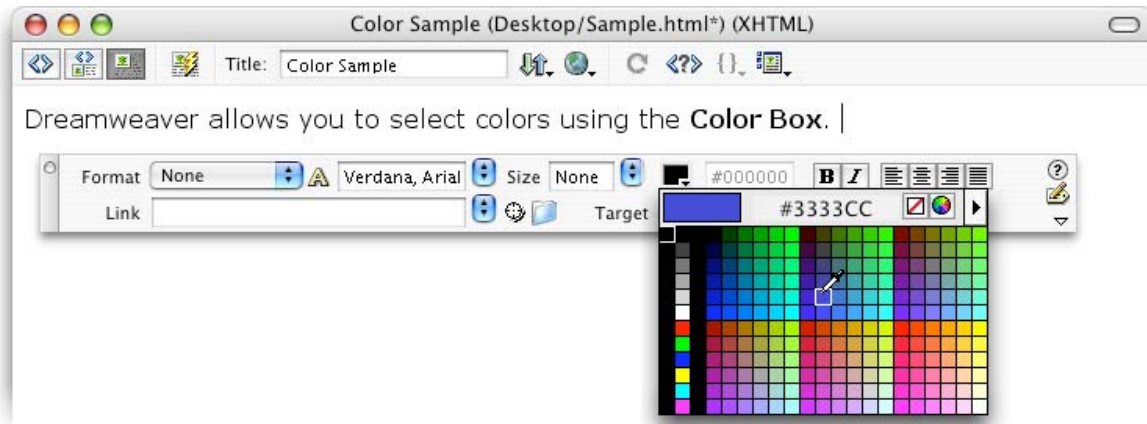 Color Sample (Desktop/Sample.html*) (XHTML)
Title: Color Sample
Dreamweaver allows you to select colors using the Color Box.
Format None A Verdana, Arial Size None #000000 B I
Link Target #3333CC